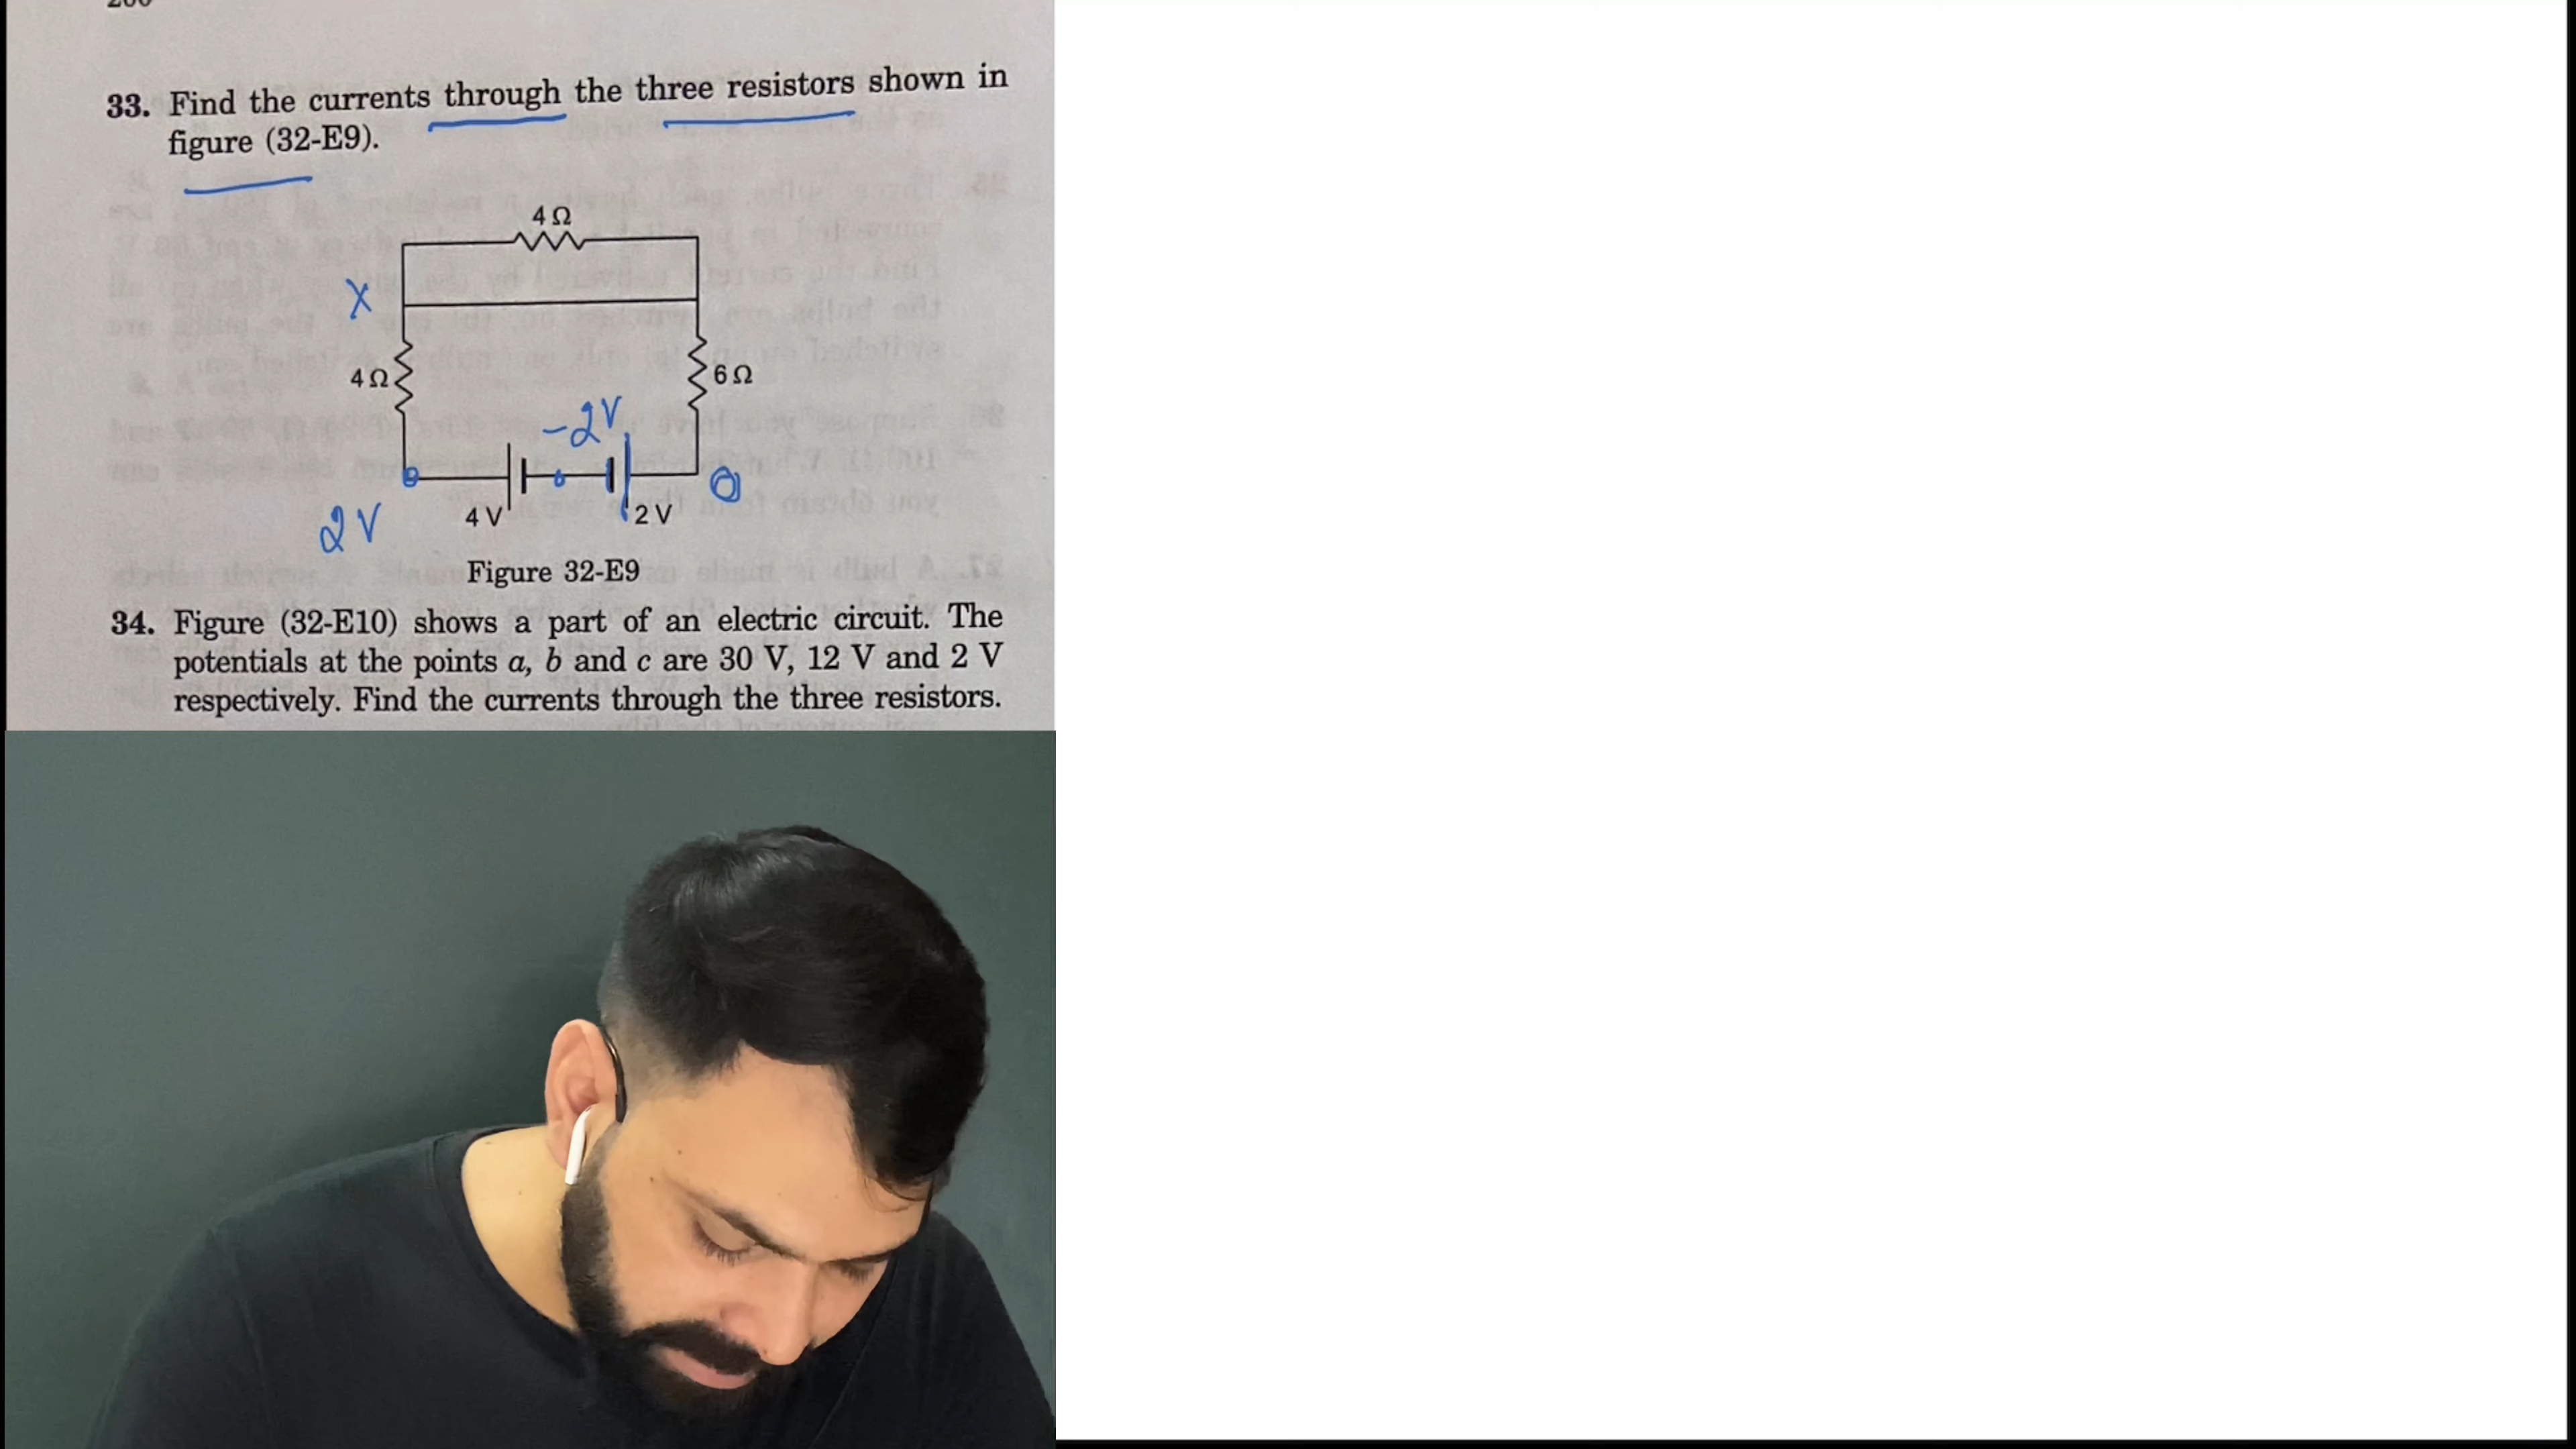 33. Find the currents through the three resistors shown in
figure (32-E9).
4 Ω
X
4 Ω
6 Ω
-2V
4 V
2 V
0
2V
Figure 32-E9
34. Figure (32-E10) shows a part of an electric circuit. The
potentials at the points a, b and c are 30 V, 12 V and 2 V
respectively. Find the currents through the three resistors.